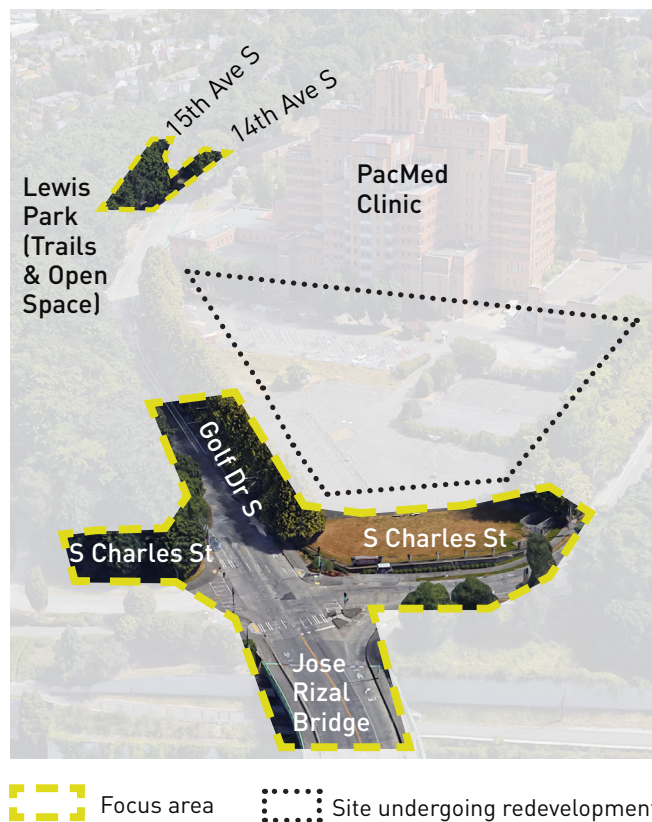 15th Ave S
14th Ave S
Lewis
Park
(Trails
& Open
Space)
PacMed
Clinic
Golf Dr S
S Charles St
S Charles St
Jose
Rizal
Bridge
Focus area
Site undergoing redevelopment